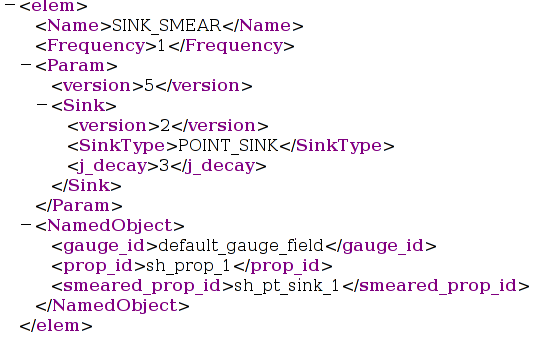 − <elem>
<Name>SINK_SMEAR</Name>
<Frequency>1</Frequency>
− <Param>
<version>5</version>
− <Sink>
<version>2</version>
<SinkType>POINT_SINK</SinkType>
<j_decay>3</j_decay>
</Sink>
</Param>
− <NamedObject>
<gauge_id>default_gauge_field</gauge_id>
<prop_id>sh_prop_1</prop_id>
<smeared_prop_id>sh_pt_sink_1</smeared_prop_id>
</NamedObject>
</elem>